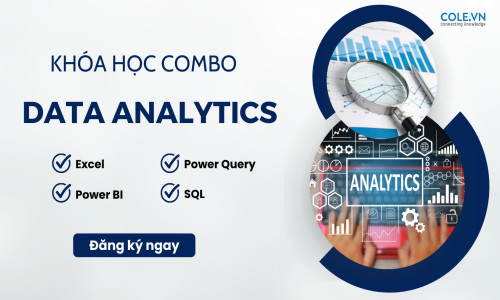 COLE.VN
connecting knowledge
KHÓA HỌC COMBO
DATA ANALYTICS
Excel
Power Query
Power BI
SQL
Đăng ký ngay
ANALYTICS